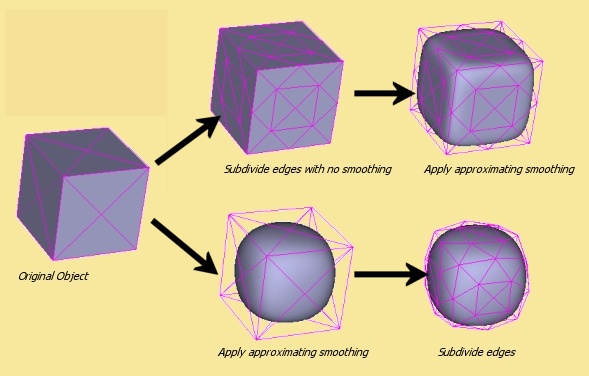 Subdivide edges with no smoothing
Apply approximating smoothing
Original Object
Apply approximating smoothing
Subdivide edges